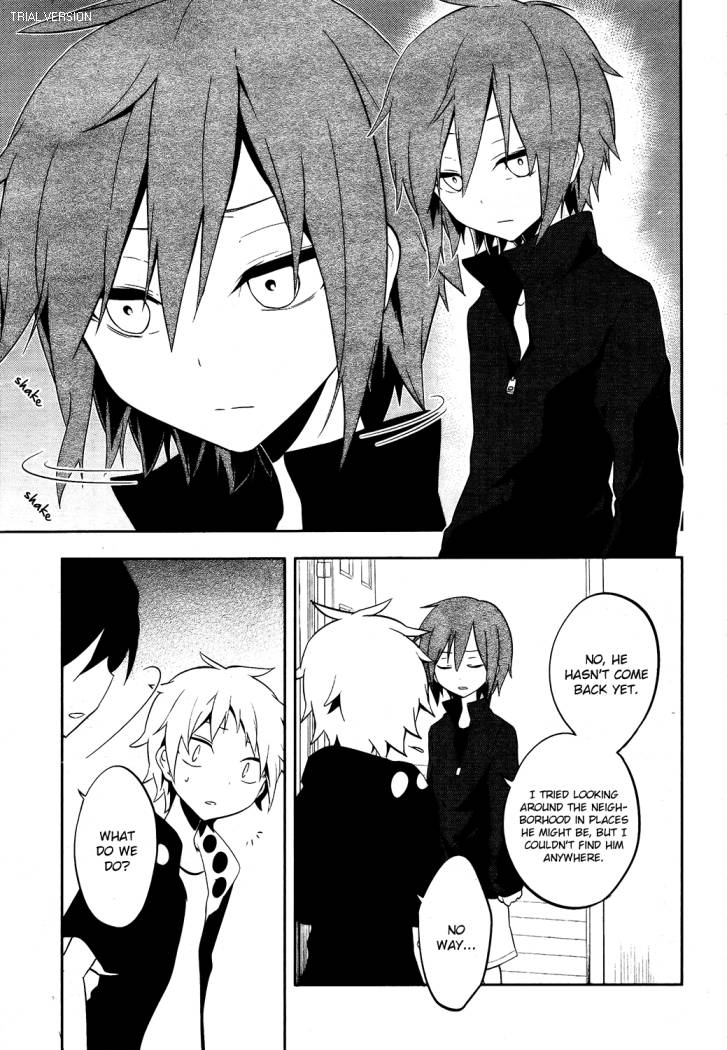 TRIAL VERSION
shake
shake
NO, HE
HASN'T COME
BACK YET.
I TRIED LOOKING
AROUND THE NEIGH-
BORHOOD IN PLACES
HE MIGHT BE, BUT I
COULDN'T FIND HIM
ANYWHERE.
NO
WAY...
WHAT
DO WE
DO?